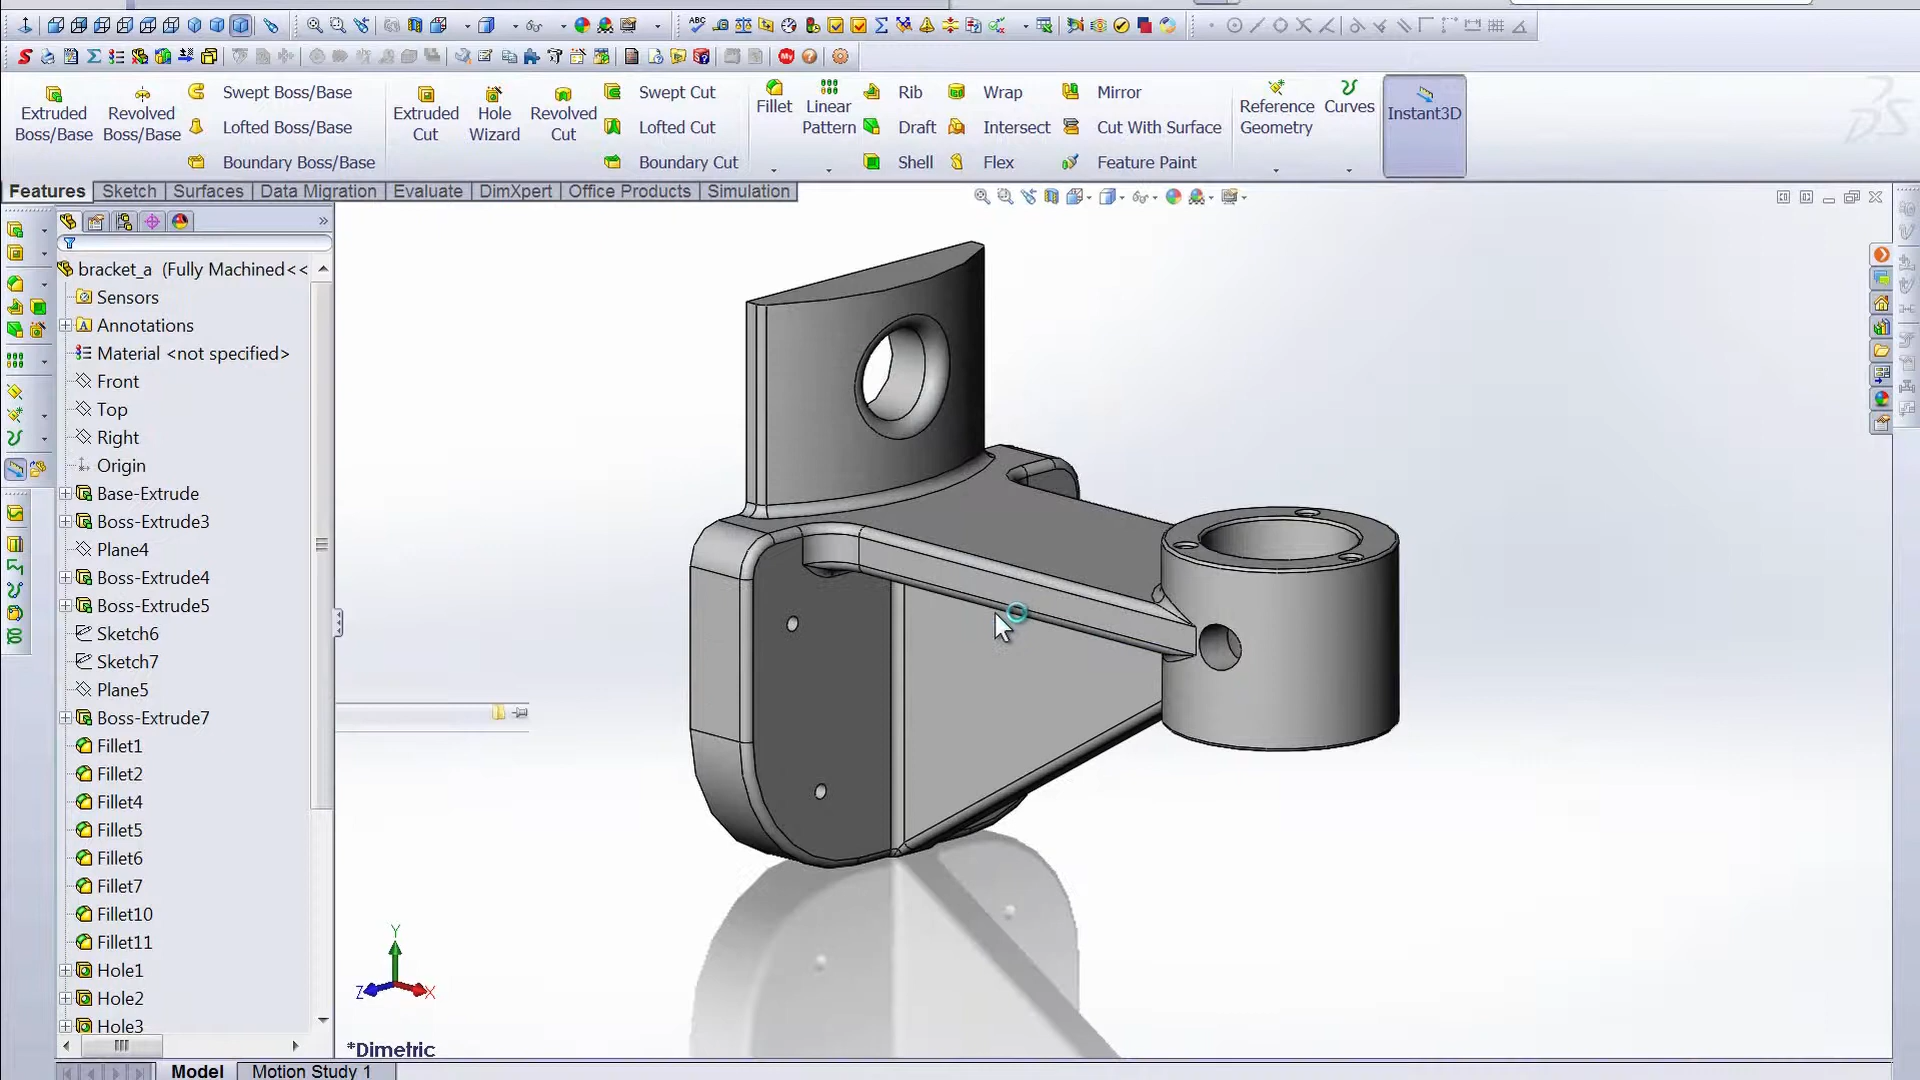 Extruded Boss/Base
Revolved Boss/Base
Swept Boss/Base
Lofted Boss/Base
Boundary Boss/Base
Extruded Cut
Hole Wizard
Revolved Cut
Swept Cut
Lofted Cut
Boundary Cut
Fillet
Linear Pattern
Rib
Draft
Shell
Wrap
Intersect
Flex
Mirror
Cut With Surface
Feature Paint
Reference Geometry
Curves
Instant3D
Features
Sketch
Surfaces
Data Migration
Evaluate
DimXpert
Office Products
Simulation
bracket_a (Fully Machined<<
Sensors
Annotations
Material <not specified>
Front
Top
Right
Origin
Base-Extrude
Boss-Extrude3
Plane4
Boss-Extrude4
Boss-Extrude5
Sketch6
Sketch7
Plane5
Boss-Extrude7
Fillet1
Fillet2
Fillet4
Fillet5
Fillet6
Fillet7
Fillet10
Fillet11
Hole1
Hole2
Hole3
Y
Z
X
*Dimetric
Model
Motion Study 1